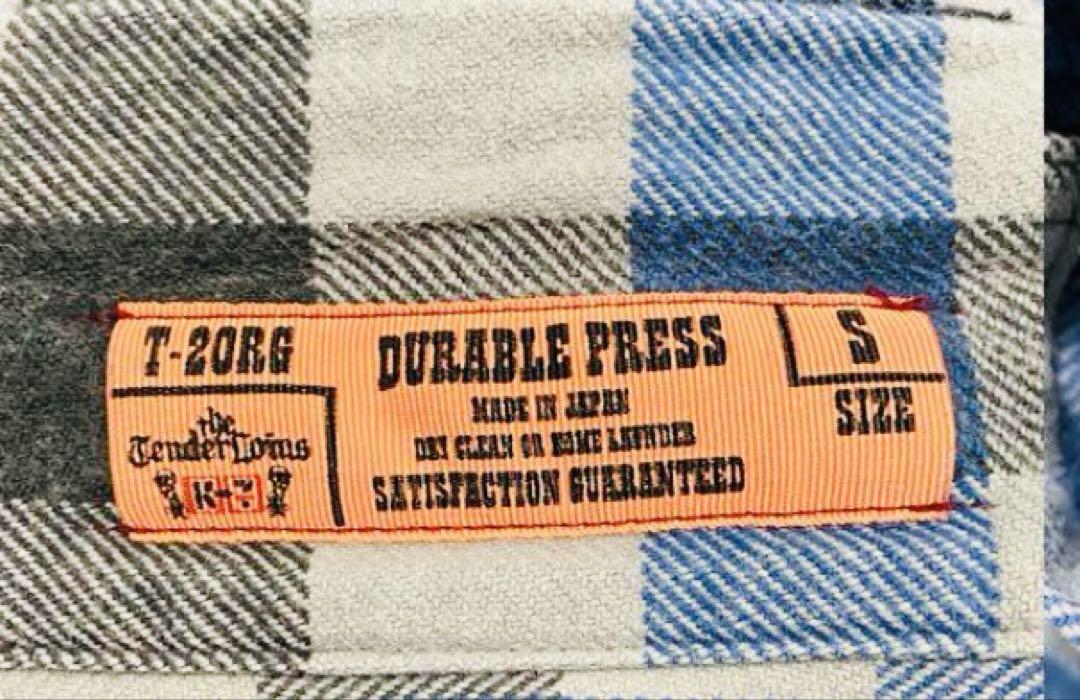 T-20RG
the
TenderLoins
DURABLE PRESS
MADE IN JAPAN
DRY CLEAN OR HOME LAUNDER
SATISFACTION GUARANTEED
S
SIZE